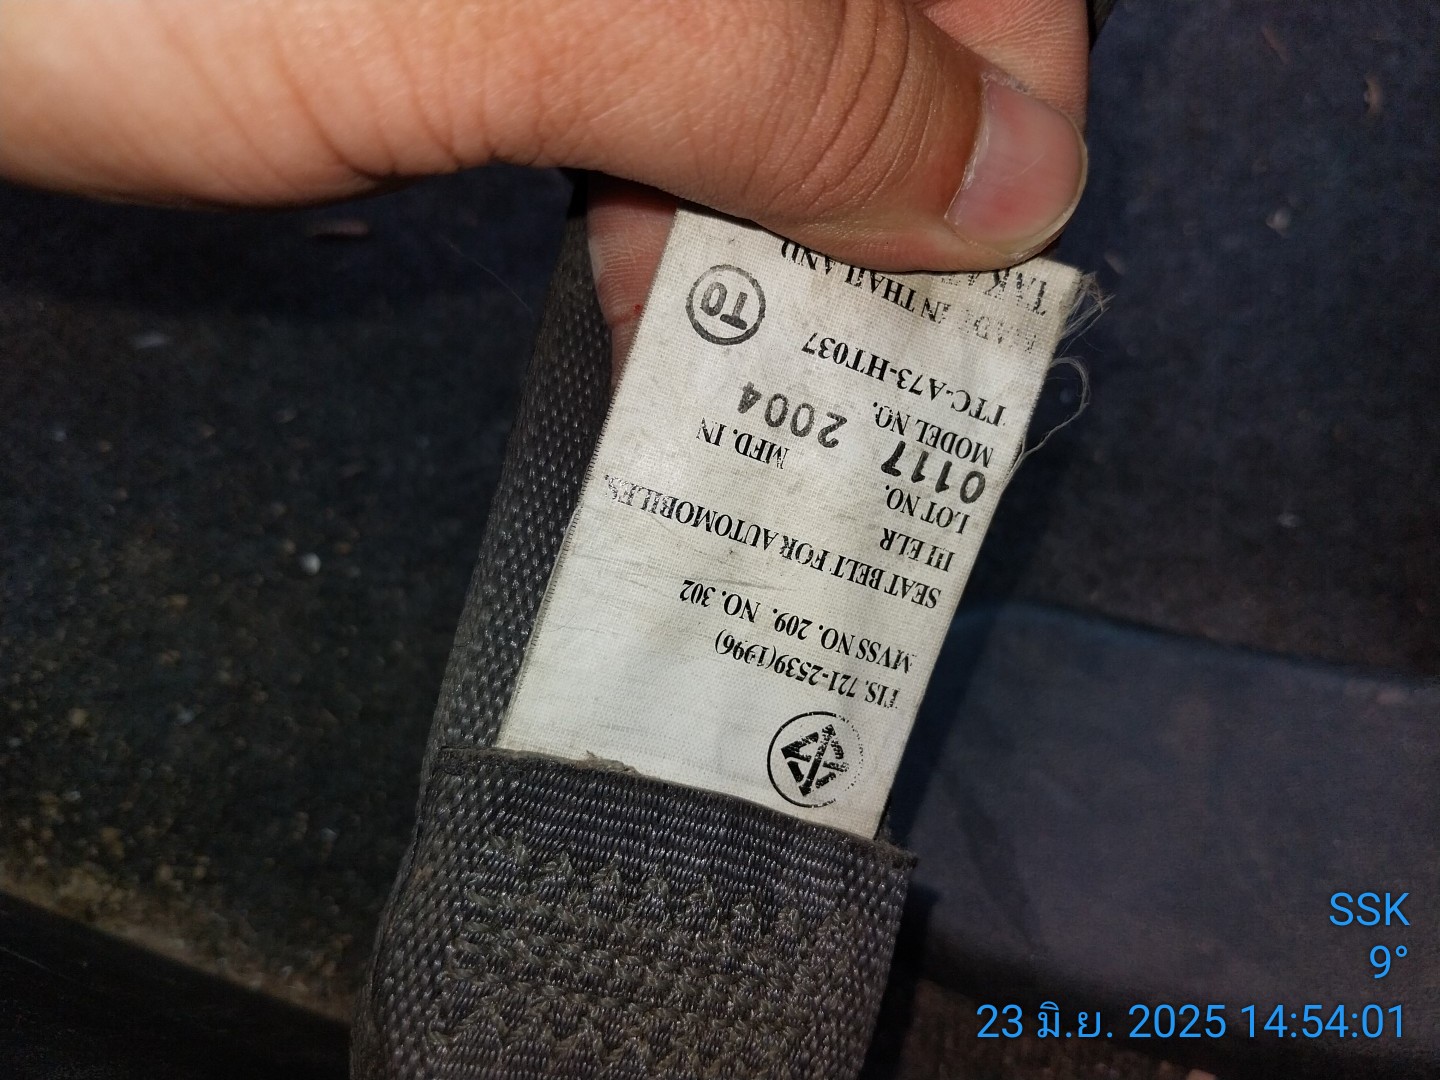 TIS. 721-2539(1996)
MVSS NO. 209. NO. 302
SEAT BELT FOR AUTOMOBILES.
ELR
LOT NO. MFD. IN
0117 2004
MODEL NO.
TTC-A73-HT037
MADE IN THAILAND
TO
SSK
9°
23 มิ.ย. 2025 14:54:01